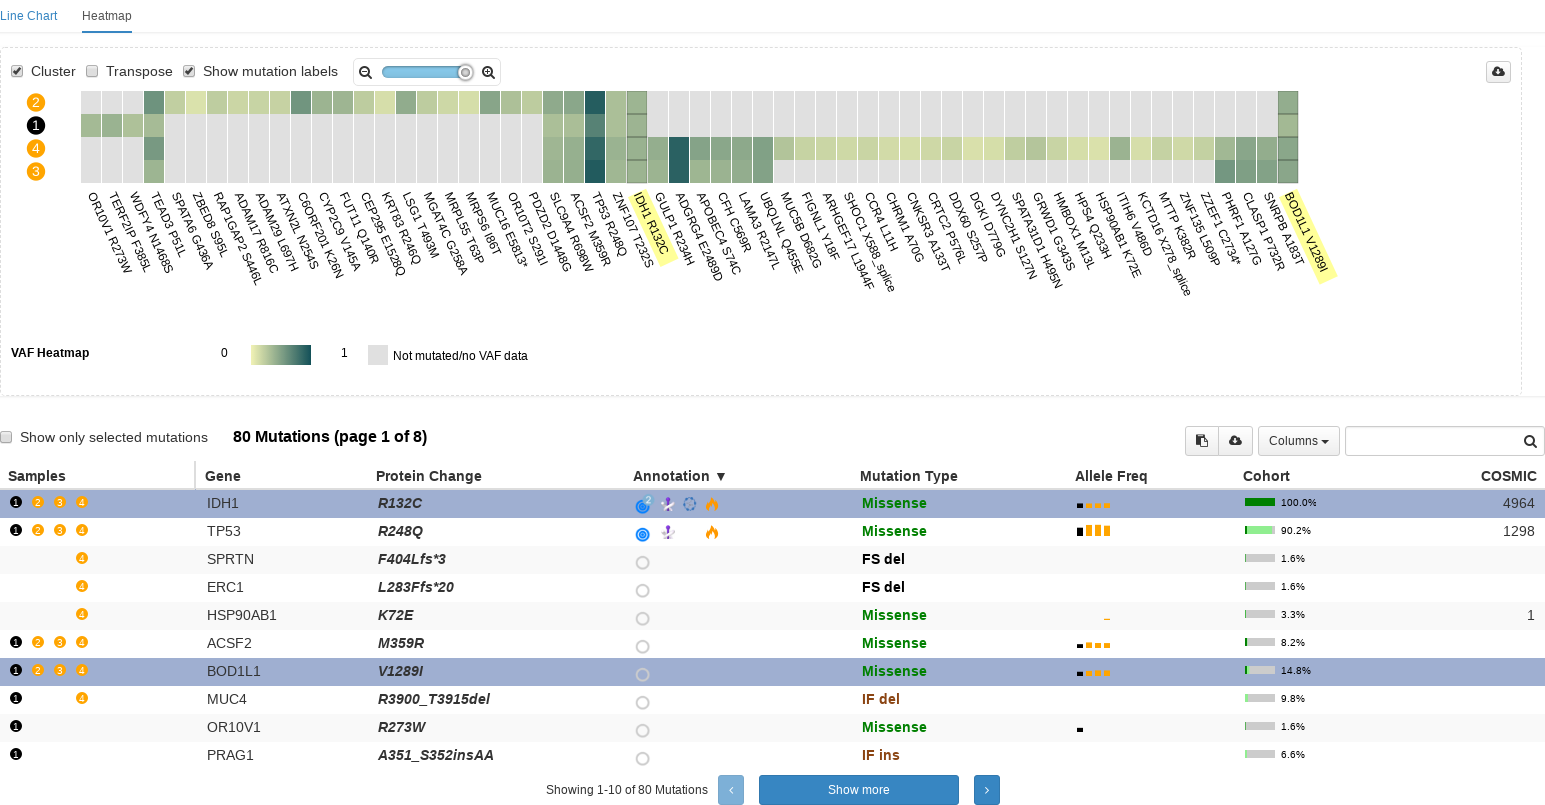 Line Chart Heatmap
Cluster Transpose Show mutation labels
2
1
4
3
OR10V1 R273W
TERF2IP F385L
WDFY4 N1468S
TEAD3 P51L
SPATA6 G436A
ZBED8 S95L
RAP1GAP2 S446L
ADAM17 R816C
ADAM29 L697H
ATXN2L N254S
C6ORF201 K26N
CYP2C9 V145A
FUT11 Q140R
CEP295 E1528Q
KRT83 R246Q
LSG1 T493M
MGAT4C G258A
MRPL55 T63P
MRPS6 I86T
MUC16 E5813*
OR10T2 S291I
PDZD2 D1448G
SLC9A4 R698W
ACSF2 M359R
TP53 R248Q
ZNF107 T232S
IDH1 R132C
GULP1 R234H
ADGRG4 E2489D
APOBEC4 S74C
CFH C569R
LAMA3 R2147L
UBQLNL Q455E
MUC5B D682G
FIGNL1 Y18F
ARHGEF17 L1944F
SHOC1 X588_splice
CCR4 L11H
CHRM1 A70G
CNKSR3 A133T
CRTC2 P576L
DDX60 S257P
DGKI D779G
DYNC2H1 S127N
SPATA31D1 H495N
GRWD1 G343S
HMBOX1 M13L
HPS4 Q233H
HSP90AB1 K72E
ITIH6 V486D
KCTD16 X278_splice
MTTP K382R
ZNF135 L509P
ZZEF1 C2734*
PHRF1 A127G
CLASP1 P732R
SNRPB A183T
BOD1L1 V1289I
VAF Heatmap 0 1 Not mutated/no VAF data
Show only selected mutations 80 Mutations (page 1 of 8) Columns
Samples Gene Protein Change Annotation ▼ Mutation Type Allele Freq Cohort COSMIC
1 2 3 4 IDH1 R132C 2 Missense 100.0% 4964
1 2 3 4 TP53 R248Q Missense 90.2% 1298
4 SPRTN F404Lfs*3 FS del 1.6%
4 ERC1 L283Ffs*20 FS del 1.6%
4 HSP90AB1 K72E Missense 3.3% 1
1 2 3 4 ACSF2 M359R Missense 8.2%
1 2 3 4 BOD1L1 V1289I Missense 14.8%
1 4 MUC4 R3900_T3915del IF del 9.8%
1 OR10V1 R273W Missense 1.6%
1 PRAG1 A351_S352insAA IF ins 6.6%
Showing 1-10 of 80 Mutations ‹ Show more ›